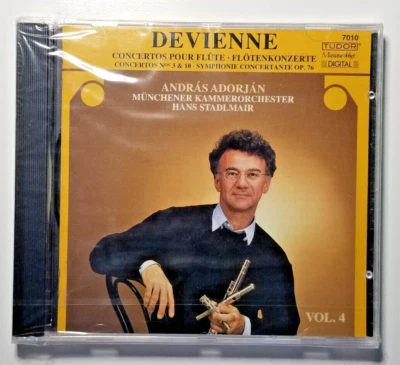 DEVIENNE
7010
TUDOR
DIGITAL
CONCERTOS POUR FLÛTE · FLÖTENKONZERTE
CONCERTOS Nos 3 & 10 · SYMPHONIE CONCERTANTE OP. 76
ANDRÁS ADORJÁN
MÜNCHENER KAMMERORCHESTER
HANS STADLMAIR
VOL. 4